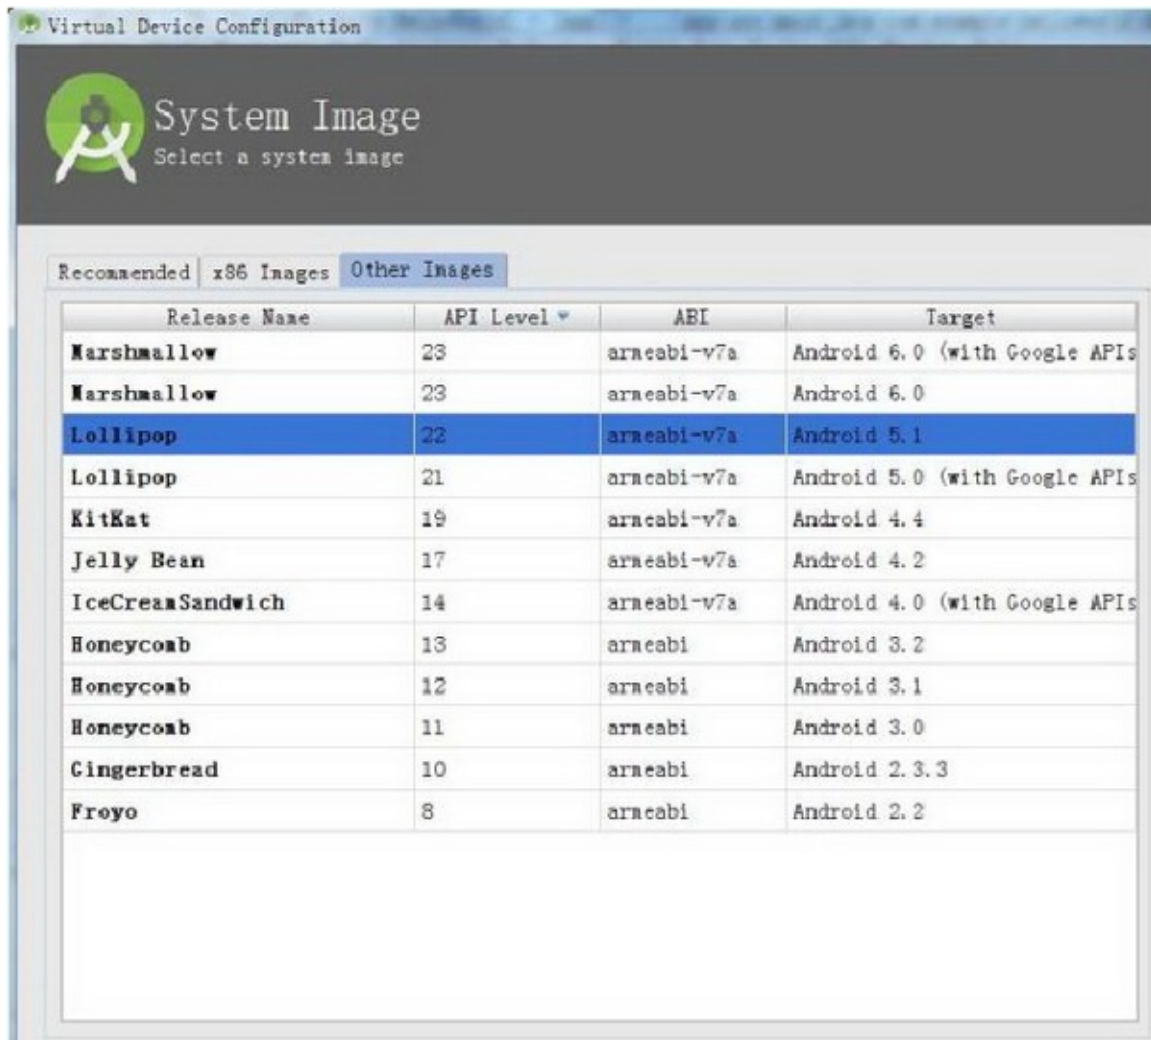 Virtual Device Configuration
System Image
Select a system image
Recommended x86 Images Other Images
Release Name API Level ABI Target
Marshmallow 23 armeabi-v7a Android 6.0 (with Google APIs
Marshmallow 23 armeabi-v7a Android 6.0
Lollipop 22 armeabi-v7a Android 5.1
Lollipop 21 armeabi-v7a Android 5.0 (with Google APIs
KitKat 19 armeabi-v7a Android 4.4
Jelly Bean 17 armeabi-v7a Android 4.2
IceCreamSandwich 14 armeabi-v7a Android 4.0 (with Google APIs
Honeycomb 13 armeabi Android 3.2
Honeycomb 12 armeabi Android 3.1
Honeycomb 11 armeabi Android 3.0
Gingerbread 10 armeabi Android 2.3.3
Froyo 8 armeabi Android 2.2